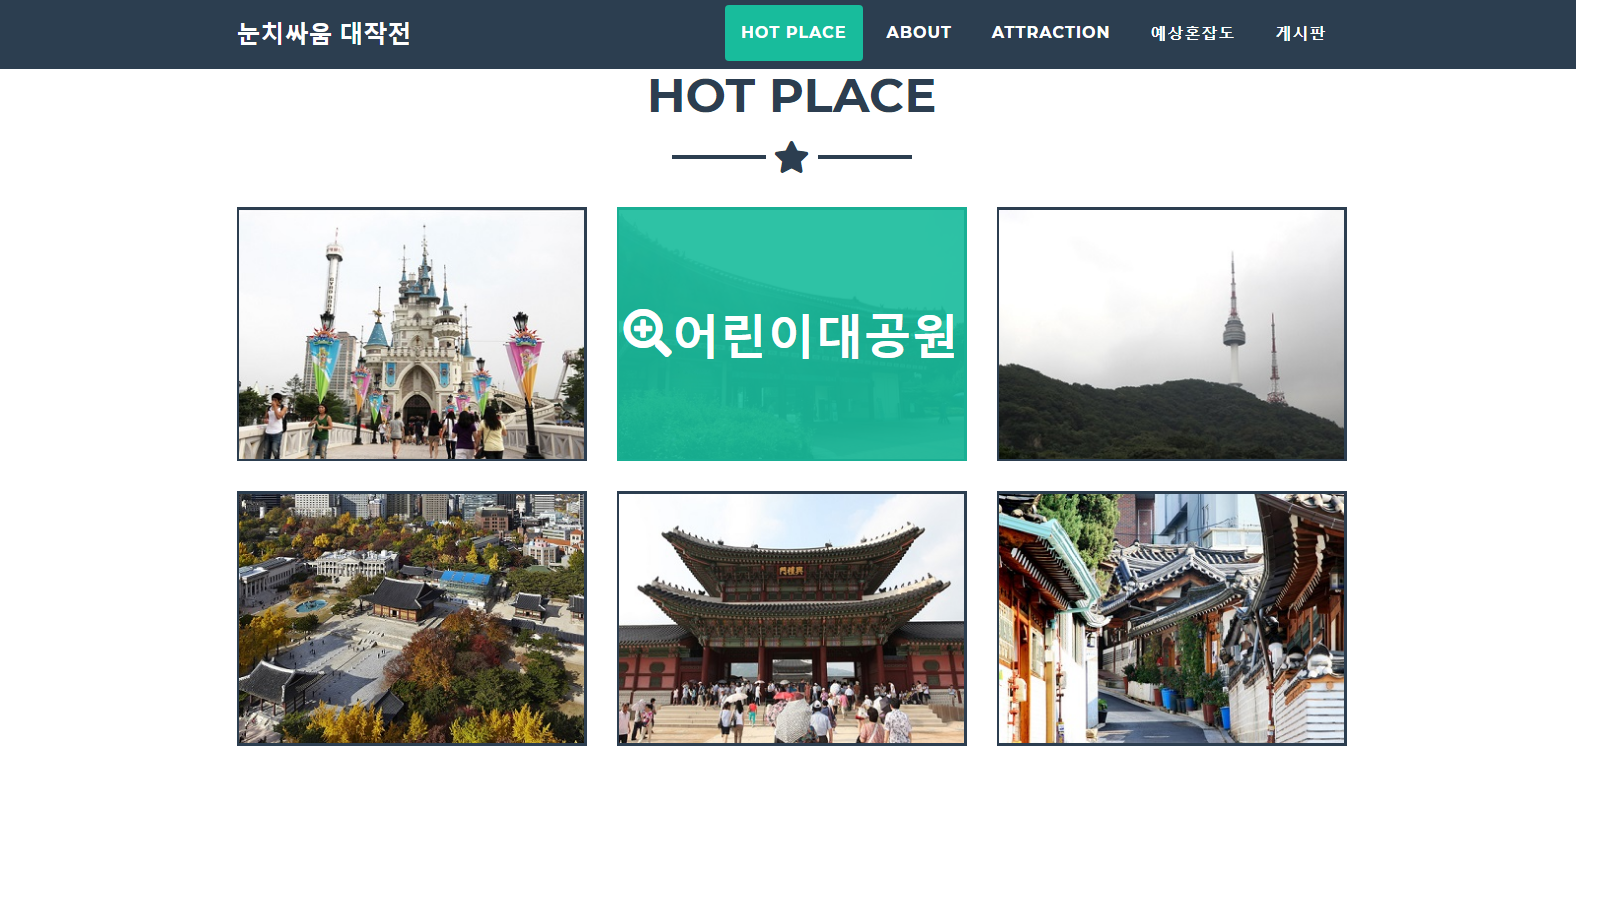 눈치싸움 대작전
HOT PLACE
ABOUT
ATTRACTION
예상혼잡도
게시판
HOT PLACE
어린이대공원